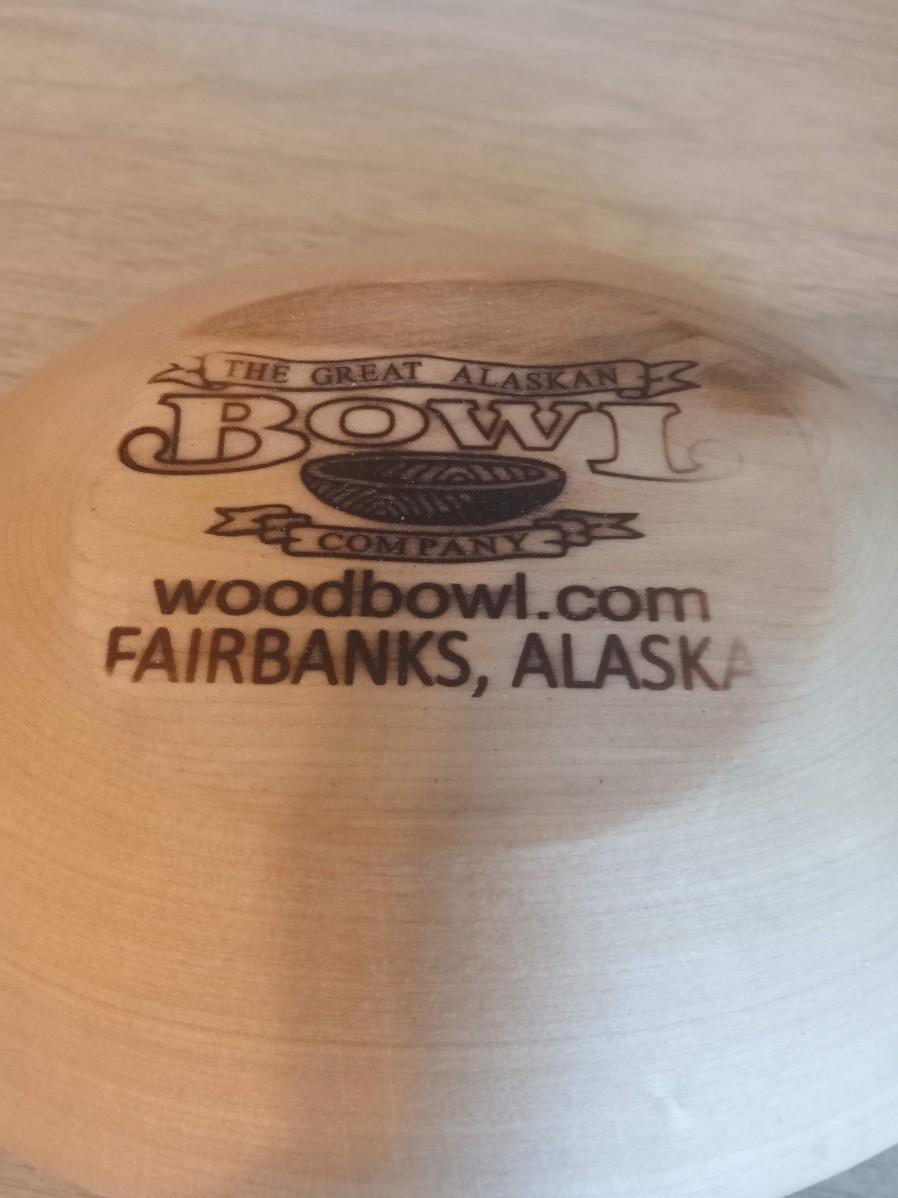 THE GREAT ALASKAN
BOWL
COMPANY
woodbowl.com
FAIRBANKS, ALASKA